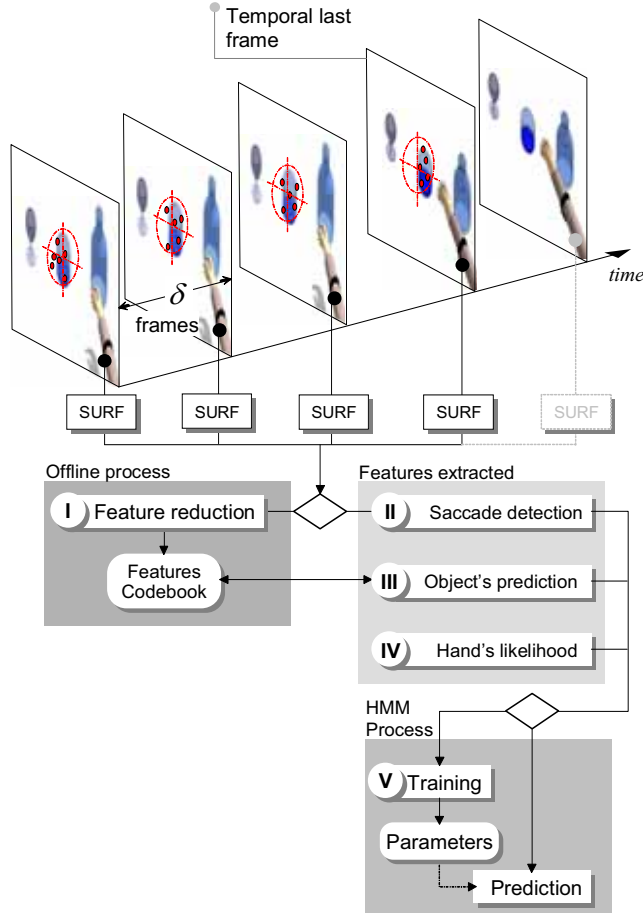 Temporal last
frame
time
δ
frames
SURF
SURF
SURF
SURF
SURF
Offline process
Features extracted
I
Feature reduction
II
Saccade detection
Features
Codebook
III
Object's prediction
IV
Hand's likelihood
HMM
Process
V
Training
Parameters
Prediction